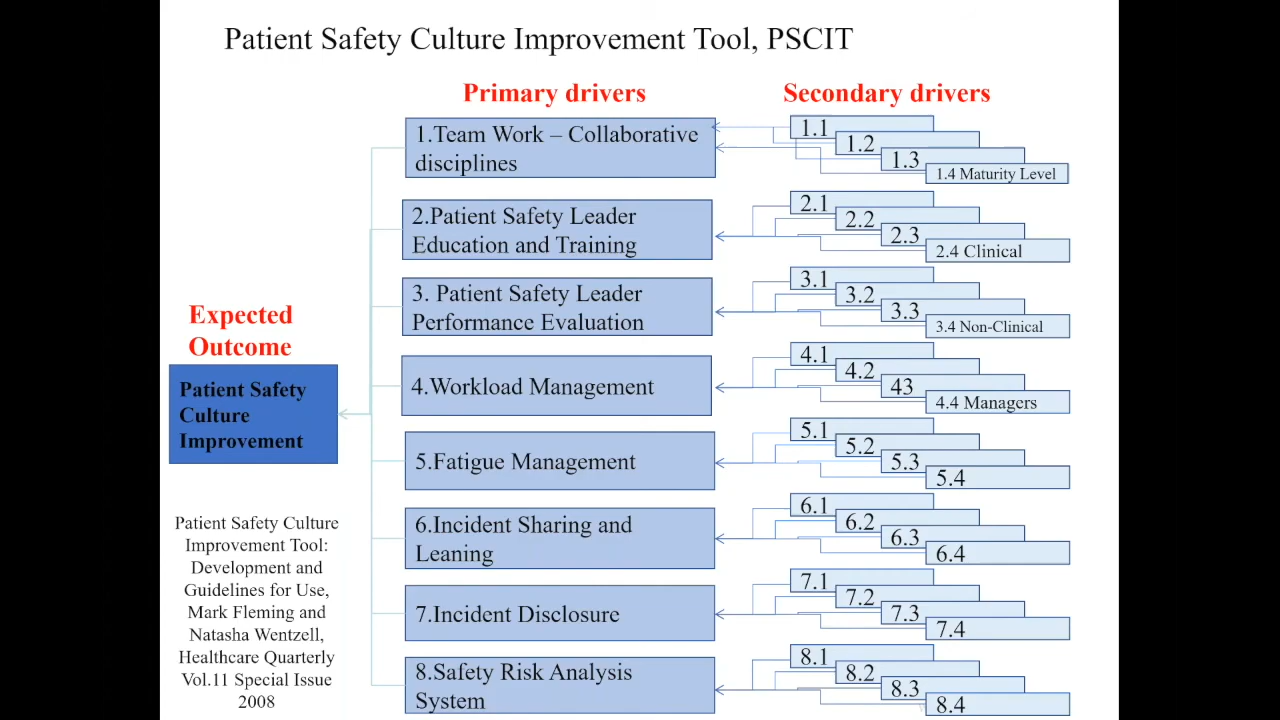 Patient Safety Culture Improvement Tool, PSCIT
Primary drivers
Secondary drivers
1.Team Work – Collaborative
disciplines
1.1
1.2
1.3
1.4 Maturity Level
2.Patient Safety Leader
Education and Training
2.1
2.2
2.3
2.4 Clinical
3. Patient Safety Leader
Performance Evaluation
3.1
3.2
3.3
3.4 Non-Clinical
Expected
Outcome
Patient Safety
Culture
Improvement
4.Workload Management
4.1
4.2
43
4.4 Managers
5.Fatigue Management
5.1
5.2
5.3
5.4
6.Incident Sharing and
Leaning
6.1
6.2
6.3
6.4
7.Incident Disclosure
7.1
7.2
7.3
7.4
8.Safety Risk Analysis
System
8.1
8.2
8.3
8.4
Patient Safety Culture
Improvement Tool:
Development and
Guidelines for Use,
Mark Fleming and
Natasha Wentzell,
Healthcare Quarterly
Vol.11 Special Issue
2008